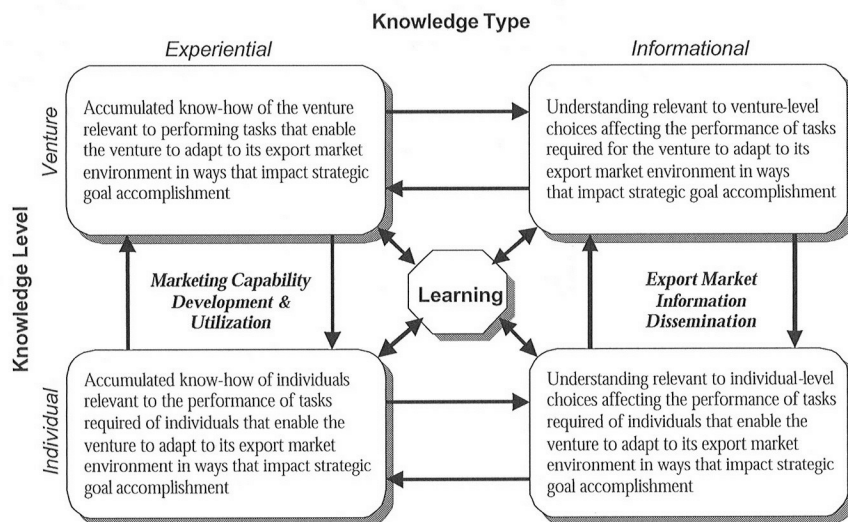 Knowledge Type
Experiential
Informational
Knowledge Level
Venture
Accumulated know-how of the venture
relevant to performing tasks that enable
the venture to adapt to its export market
environment in ways that impact strategic
goal accomplishment
Understanding relevant to venture-level
choices affecting the performance of tasks
required for the venture to adapt to its
export market environment in ways
that impact strategic goal accomplishment
Marketing Capability
Development &
Utilization
Learning
Export Market
Information
Dissemination
Individual
Accumulated know-how of individuals
relevant to the performance of tasks
required of individuals that enable the
venture to adapt to its export market
environment in ways that impact strategic
goal accomplishment
Understanding relevant to individual-level
choices affecting the performance of tasks
required of individuals that enable the
venture to adapt to its export market
environment in ways that impact strategic
goal accomplishment